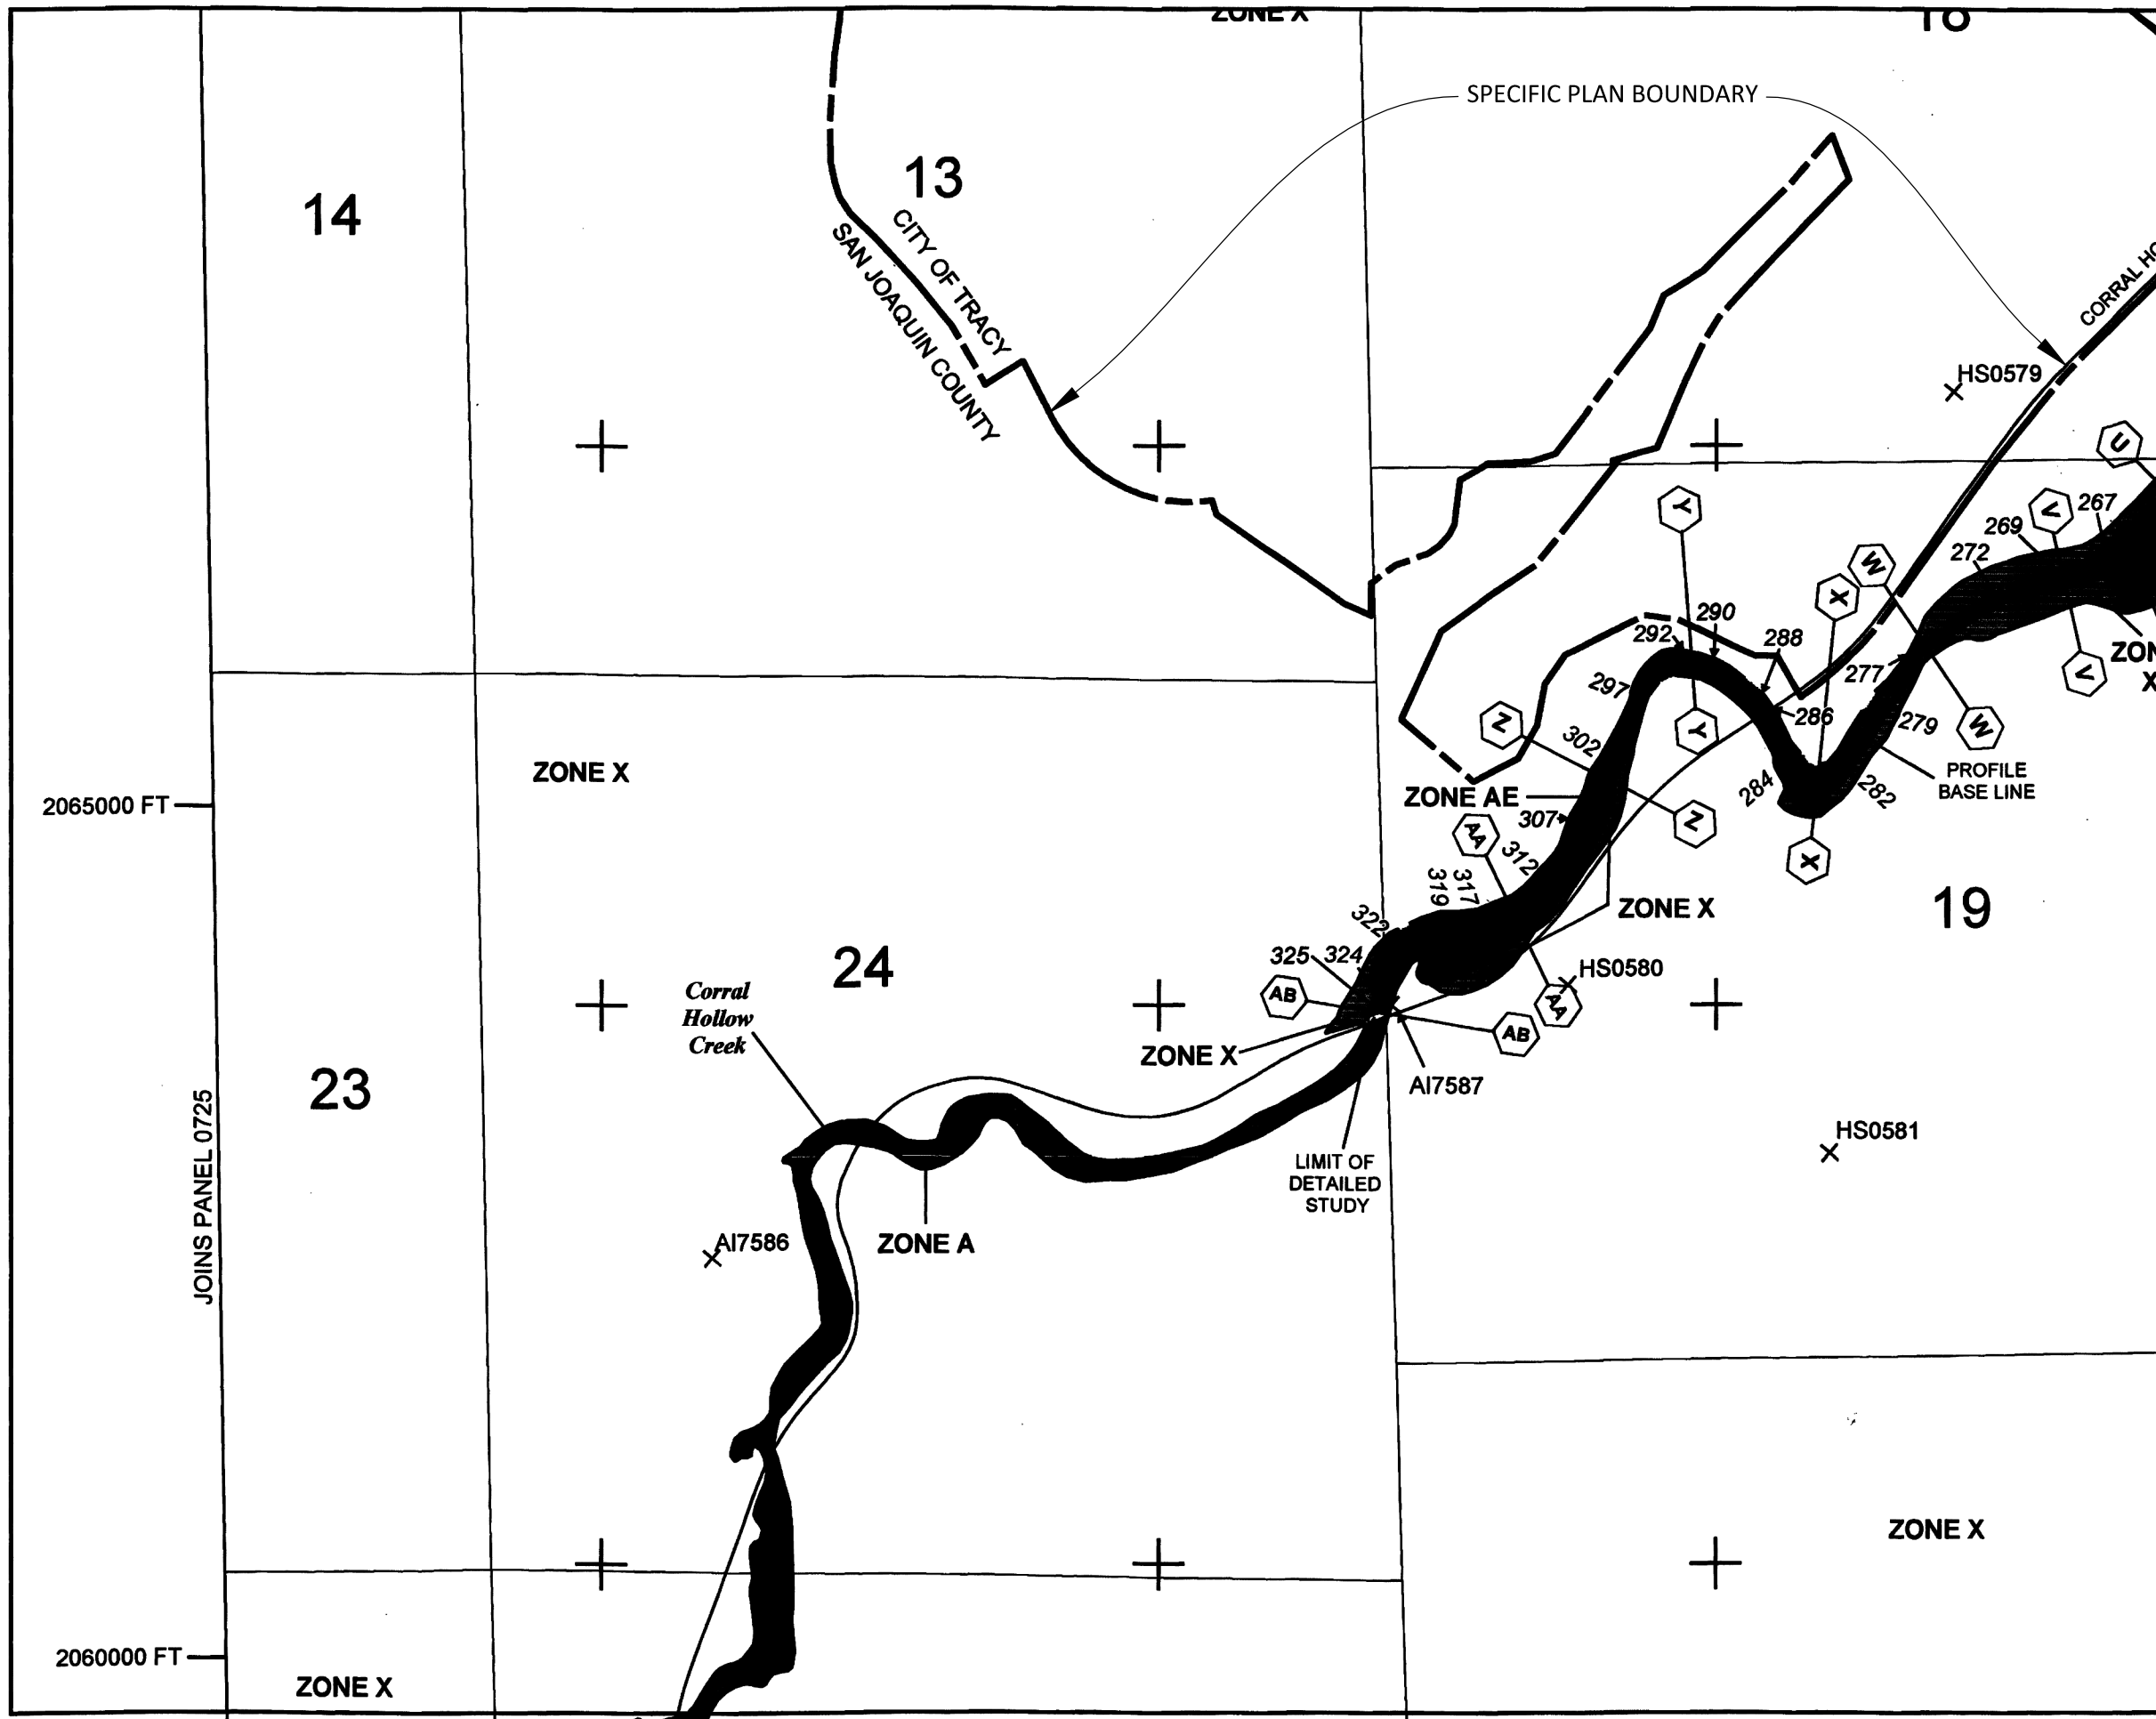 ZONE X
18
SPECIFIC PLAN BOUNDARY
13
14
CITY OF TRACY
SAN JOAQUIN COUNTY
CORRAL
HS0579
U
Y
V
267
269
272
W
X
290
292
288
277
297
286
279
Z
302
Y
V
W
284
282
PROFILE
BASE LINE
ZONE X
2065000 FT
ZONE AE
307
Z
AA
312
X
317
319
ZONE X
19
322
325
324
24
HS0580
Corral
Hollow
Creek
AB
AA
AB
ZONE X
AI7587
23
JOINS PANEL 0725
HS0581
LIMIT OF
DETAILED
STUDY
AI7586
ZONE A
ZONE X
2060000 FT
ZONE X